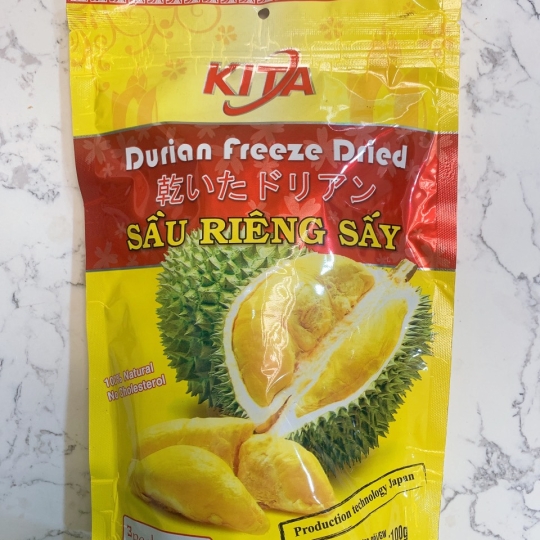 KITA
Durian Freeze Dried
乾いたドリアン
SẦU RIÊNG SẤY
100% Natural
No Cholesterol
Production technology Japan
100g